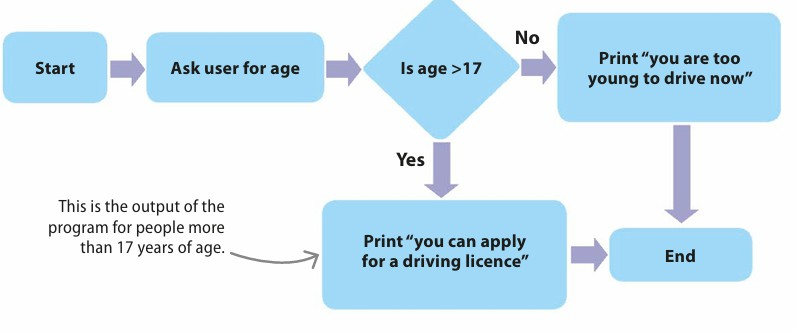 Start
Ask user for age
Is age >17
No
Print “you are too
young to drive now”
Yes
This is the output of the
program for people more
than 17 years of age.
Print “you can apply
for a driving licence”
End